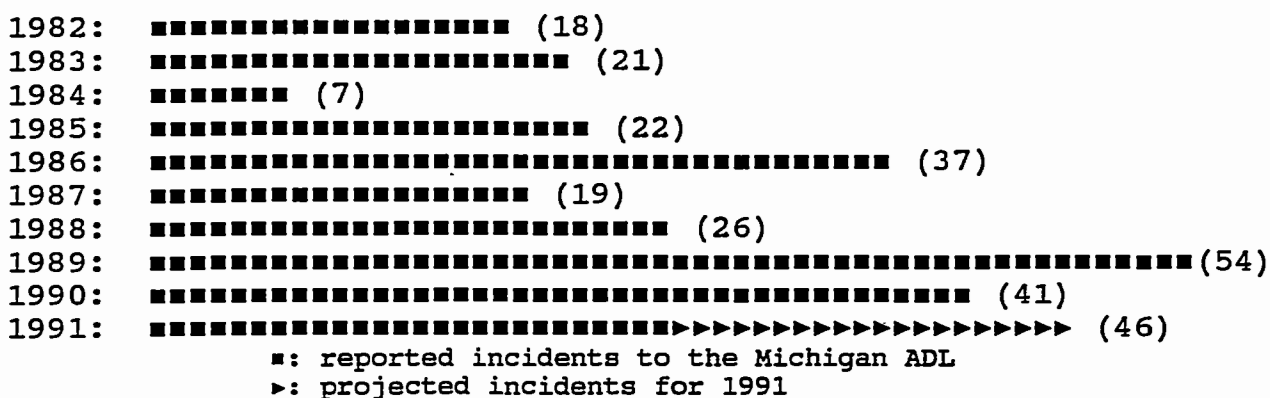 1982: ■■■■■■■■■■■■■■■■■■ (18)
1983: ■■■■■■■■■■■■■■■■■■■■■ (21)
1984: ■■■■■■■ (7)
1985: ■■■■■■■■■■■■■■■■■■■■■■ (22)
1986: ■■■■■■■■■■■■■■■■■■■■■■■■■■■■■■■■■■■■■ (37)
1987: ■■■■■■■■■■■■■■■■■■■ (19)
1988: ■■■■■■■■■■■■■■■■■■■■■■■■■■ (26)
1989: ■■■■■■■■■■■■■■■■■■■■■■■■■■■■■■■■■■■■■■■■■■■■■■■■■■■■(54)
1990: ■■■■■■■■■■■■■■■■■■■■■■■■■■■■■■■■■■■■■■■■■ (41)
1991: ■■■■■■■■■■■■■■■■■■■■■■■■■■►►►►►►►►►►►►►►►►►►►► (46)
■: reported incidents to the Michigan ADL
►: projected incidents for 1991